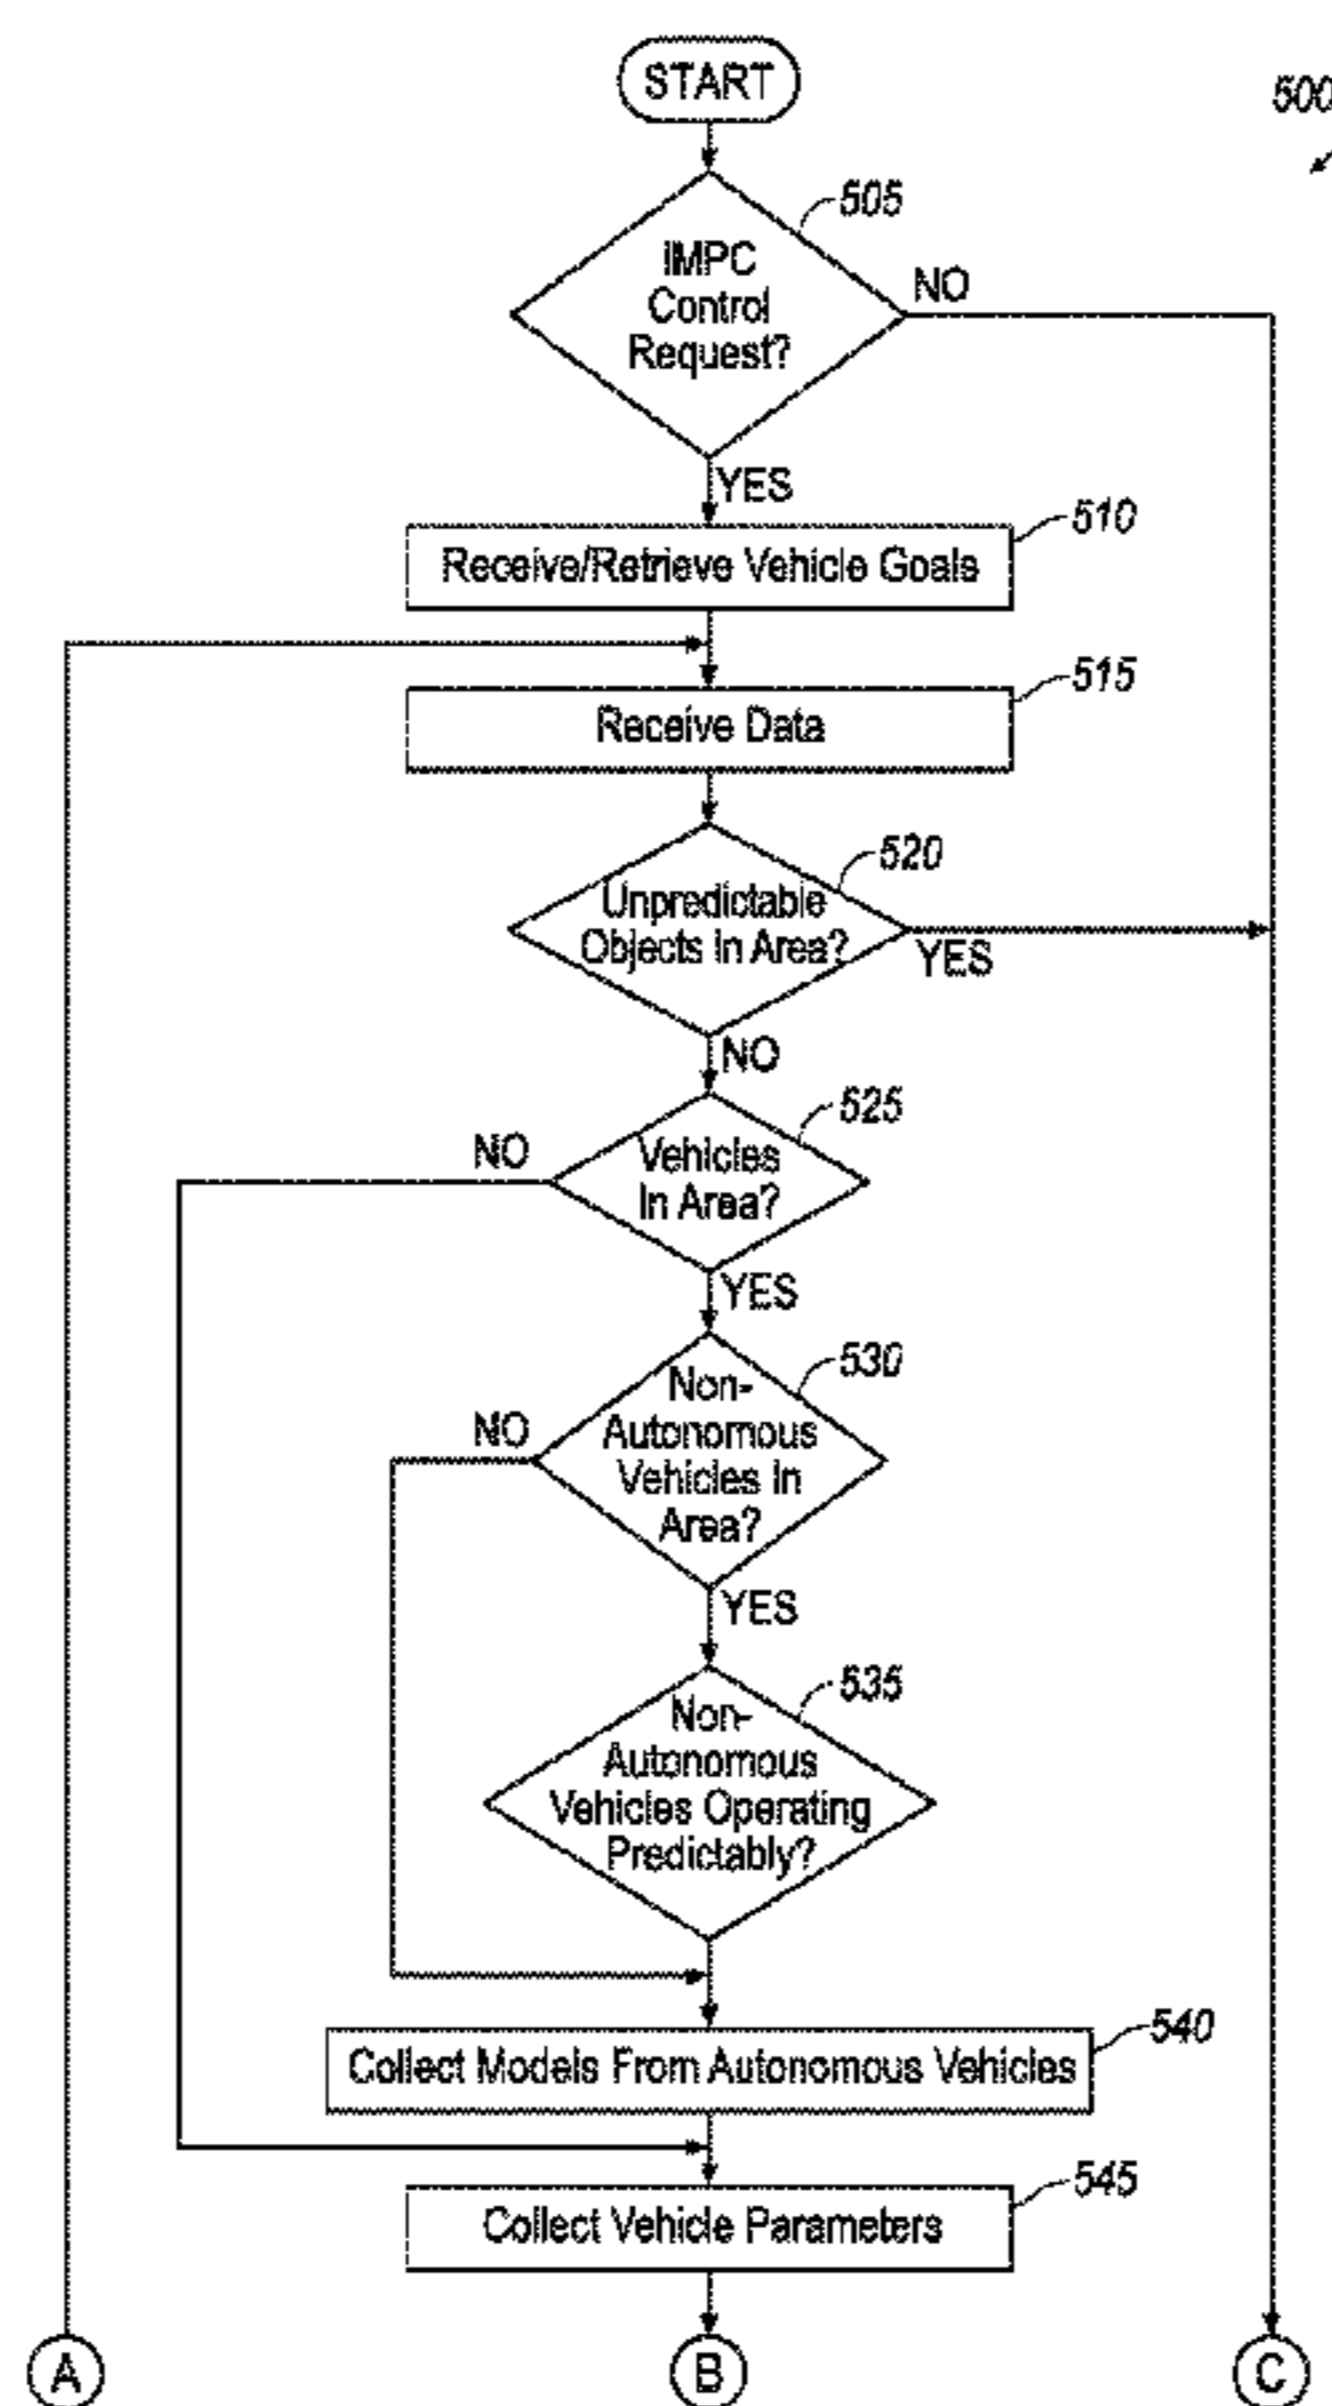 START
500
505
IMPC
Control
Request?
NO
YES
510
Receive/Retrieve Vehicle Goals
515
Receive Data
520
Unpredictable
Objects In Area?
YES
NO
525
NO
Vehicles
In Area?
YES
530
NO
Non-
Autonomous
Vehicles In
Area?
YES
535
Non-
Autonomous
Vehicles Operating
Predictably?
540
Collect Models From Autonomous Vehicles
545
Collect Vehicle Parameters
A
B
C